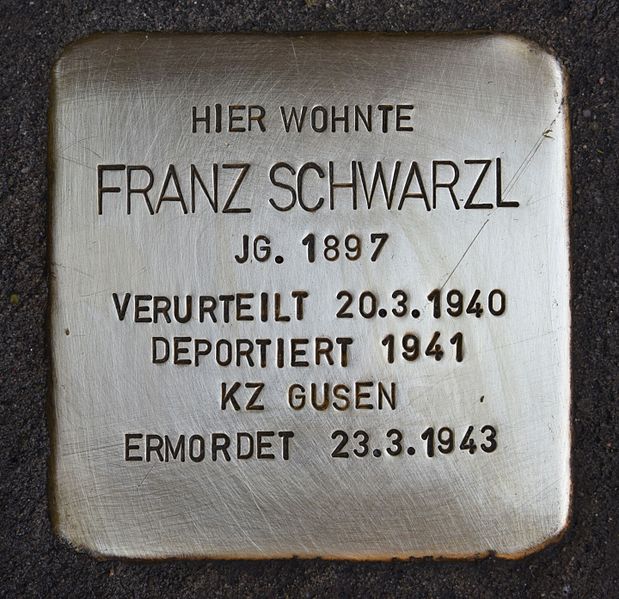 HIER WOHNTE
FRANZ SCHWARZL
JG. 1897
VERURTEILT 20.3.1940
DEPORTIERT 1941
KZ GUSEN
ERMORDET 23.3.1943